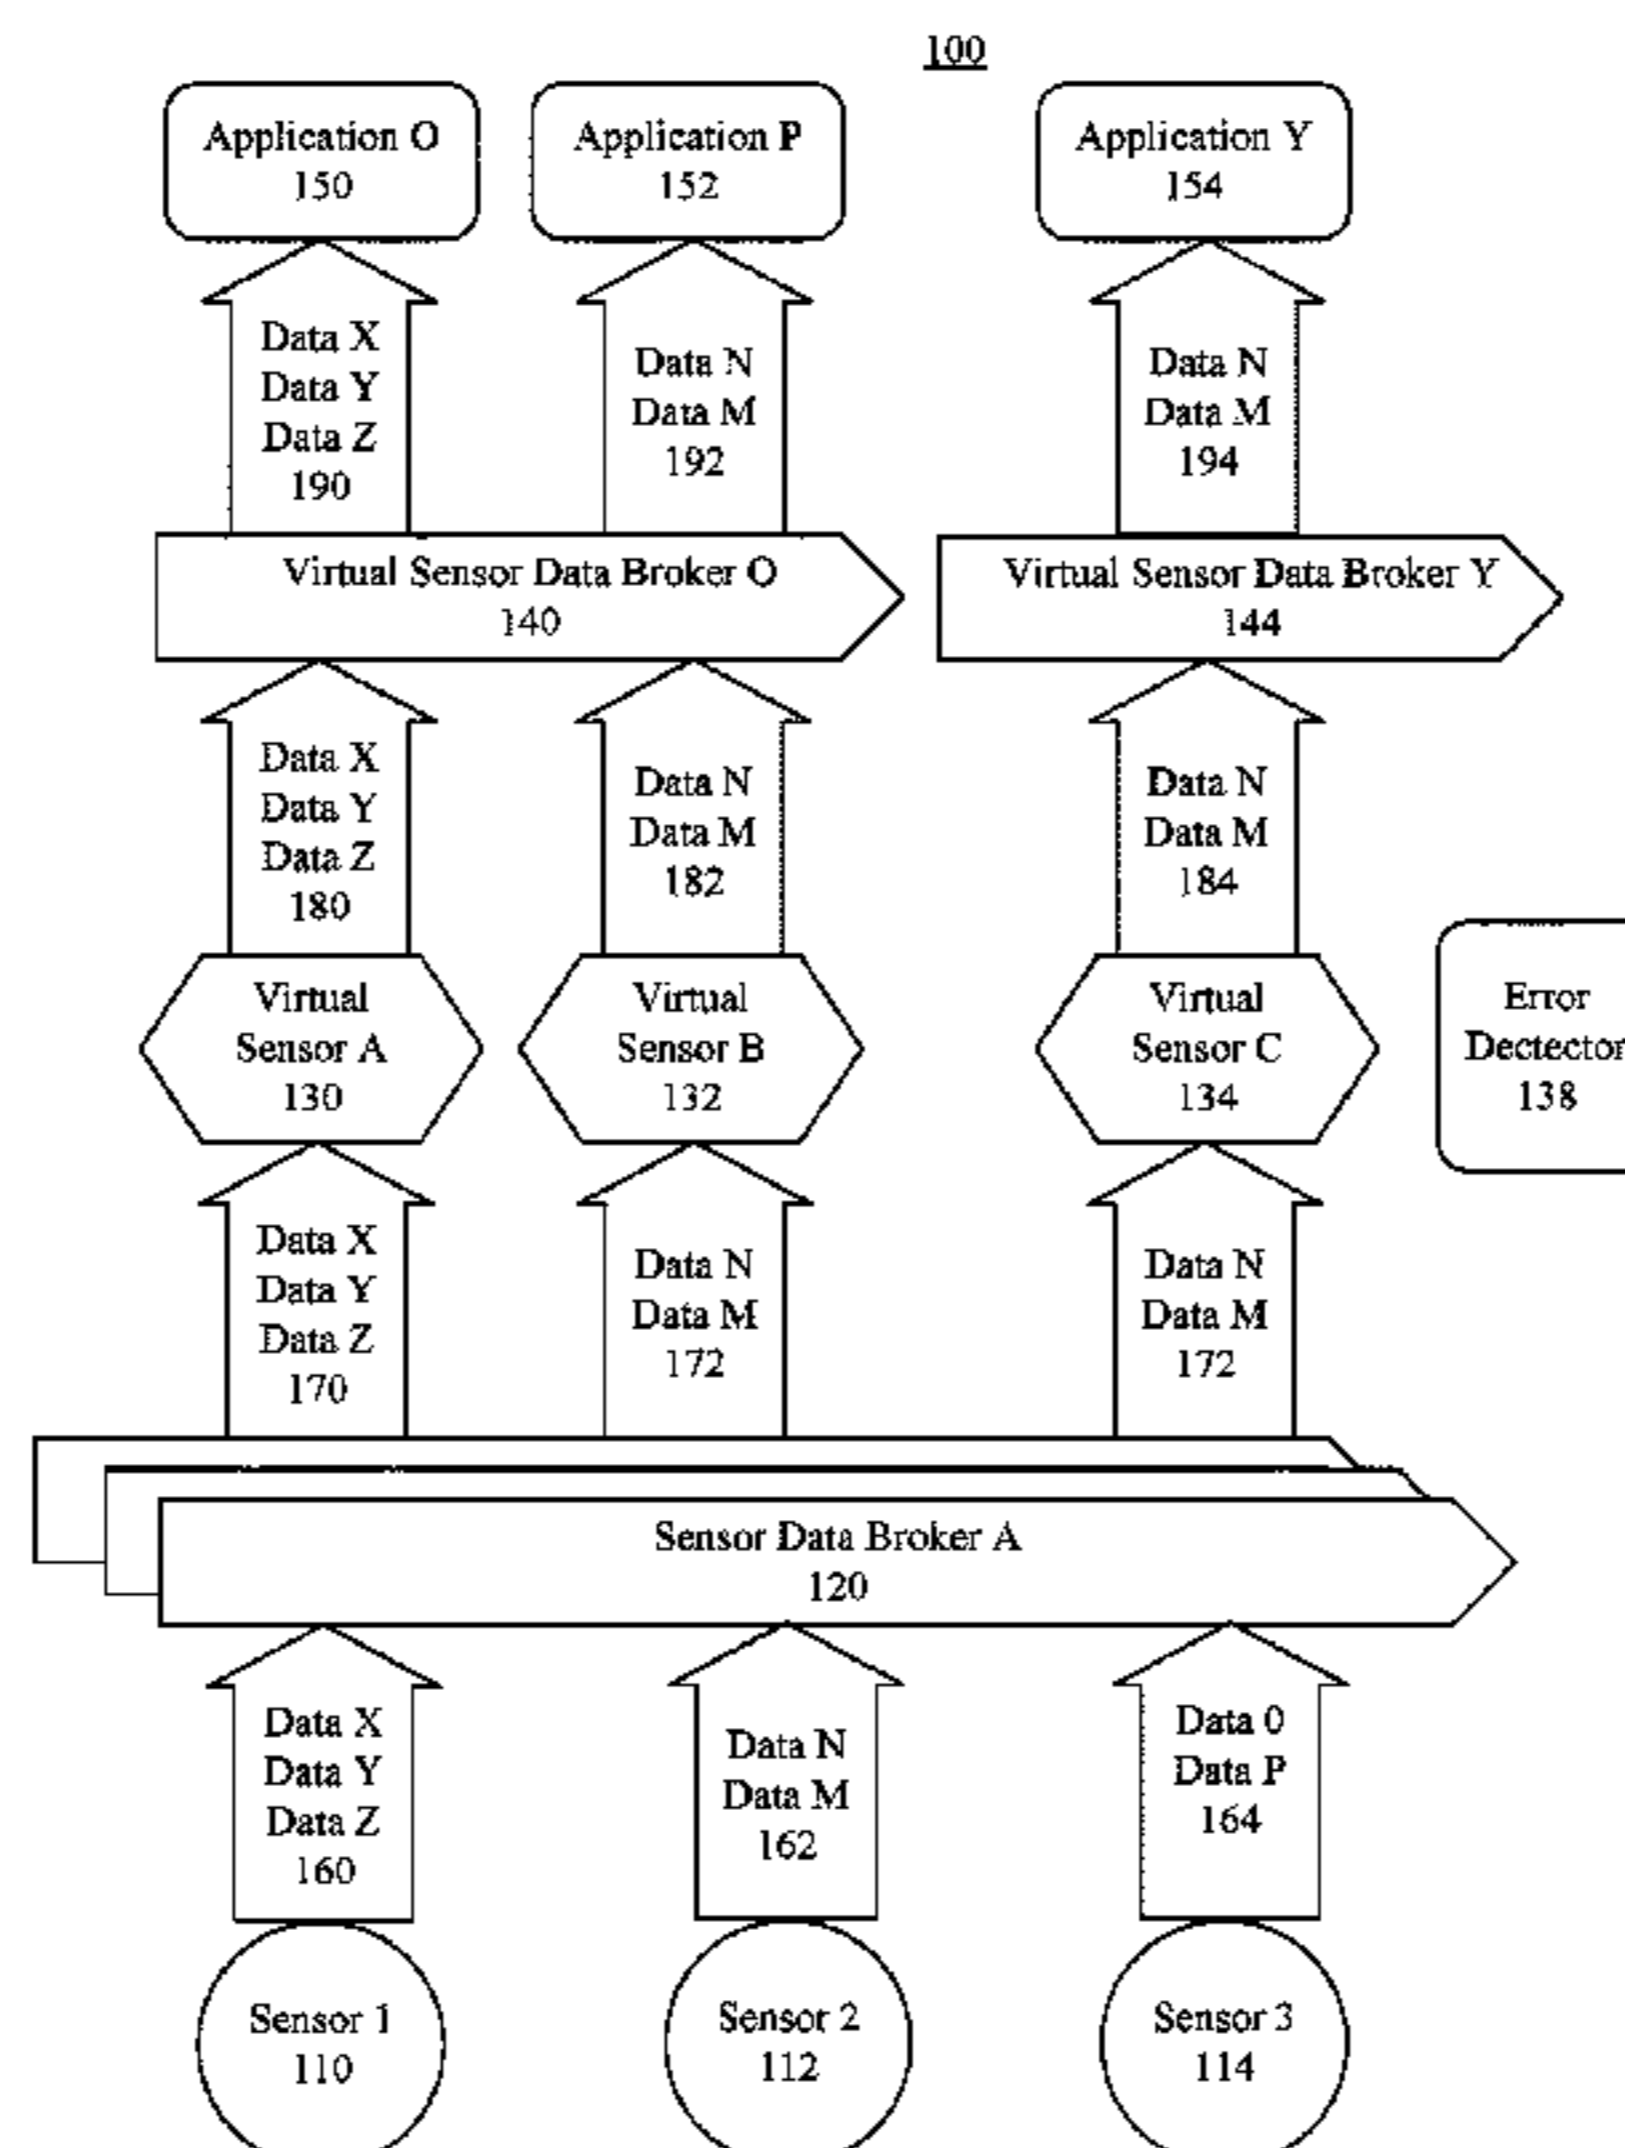 100
Application O
150
Application P
152
Application Y
154
Data X
Data Y
Data Z
190
Data N
Data M
192
Data N
Data M
194
Virtual Sensor Data Broker O
140
Virtual Sensor Data Broker Y
144
Data X
Data Y
Data Z
180
Data N
Data M
182
Data N
Data M
184
Virtual
Sensor A
130
Virtual
Sensor B
132
Virtual
Sensor C
134
Error
Dectector
138
Data X
Data Y
Data Z
170
Data N
Data M
172
Data N
Data M
172
Sensor Data Broker A
120
Data X
Data Y
Data Z
160
Data N
Data M
162
Data 0
Data P
164
Sensor 1
110
Sensor 2
112
Sensor 3
114